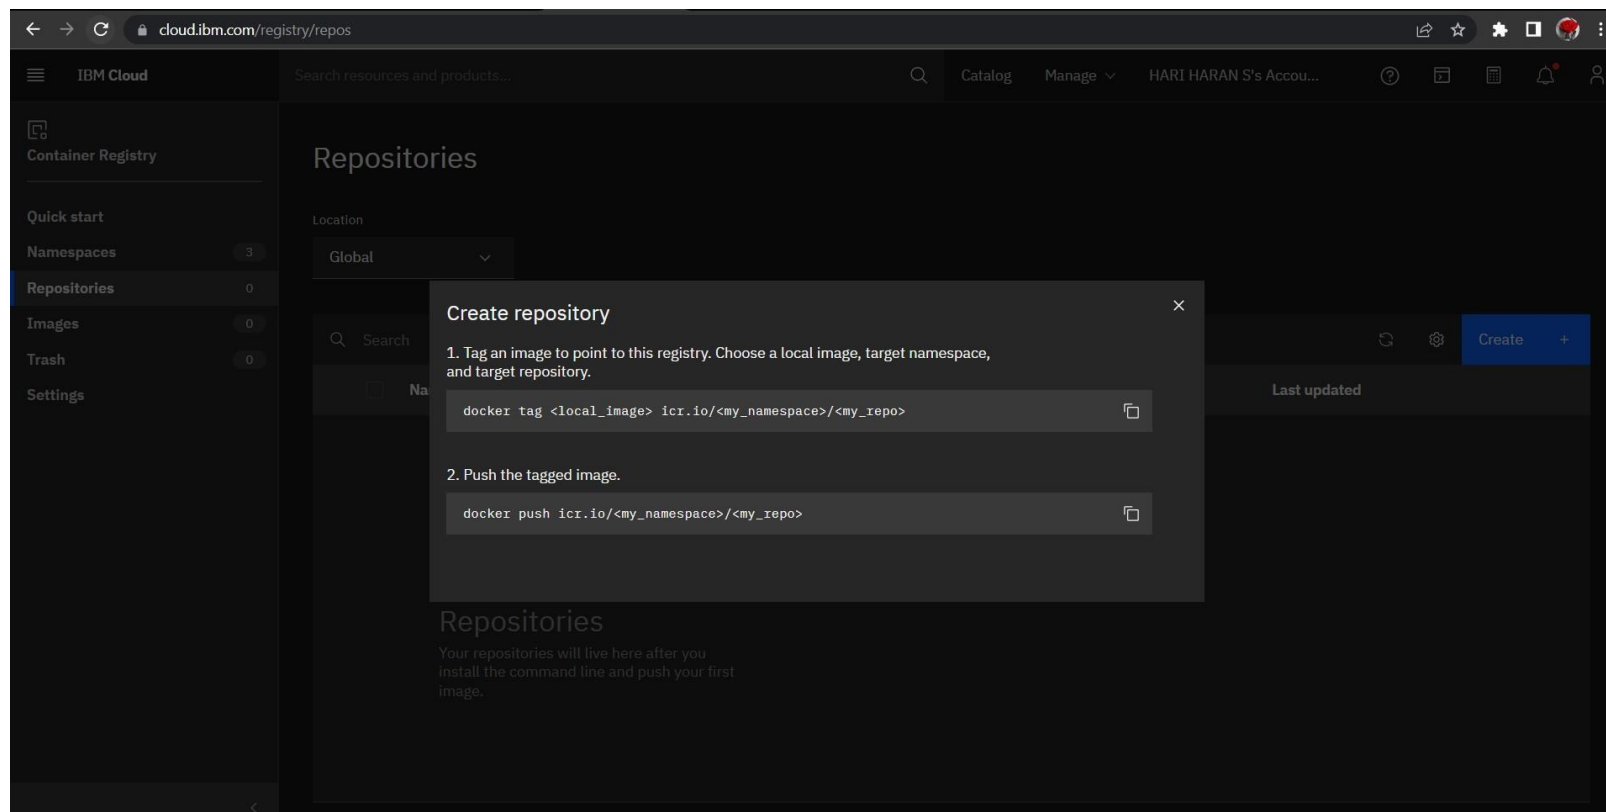 cloud.ibm.com/registry/repos
IBM Cloud
Search resources and products...
Catalog
Manage
HARI HARAN S's Accou...
Container Registry
Quick start
Namespaces 3
Repositories 0
Images 0
Trash 0
Settings
Repositories
Location
Global
Search
Create +
Na
Last updated
Create repository
1. Tag an image to point to this registry. Choose a local image, target namespace,
and target repository.
docker tag <local_image> icr.io/<my_namespace>/<my_repo>
2. Push the tagged image.
docker push icr.io/<my_namespace>/<my_repo>
Repositories
Your repositories will live here after you
install the command line and push your first
image.